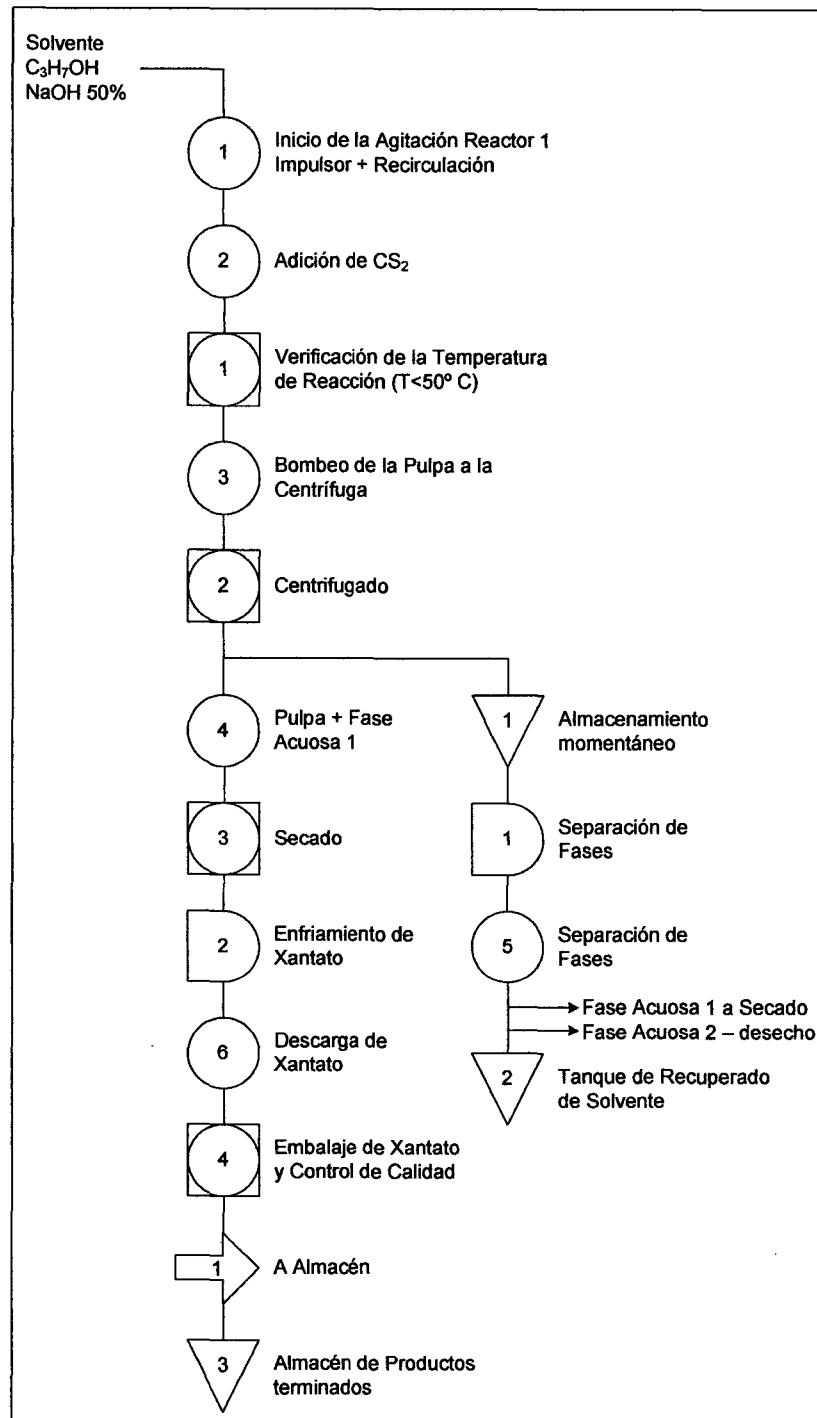 Solvente
C₃H₇OH
NaOH 50%
1
Inicio de la Agitación Reactor 1
Impulsor + Recirculación
2
Adición de CS₂
1
Verificación de la Temperatura
de Reacción (T<50º C)
3
Bombeo de la Pulpa a la
Centrífuga
2
Centrifugado
4
Pulpa + Fase
Acuosa 1
1
Almacenamiento
momentáneo
3
Secado
1
Separación de
Fases
2
Enfriamiento de
Xantato
5
Separación de
Fases
Fase Acuosa 1 a Secado
Fase Acuosa 2 – desecho
6
Descarga de
Xantato
2
Tanque de Recuperado
de Solvente
4
Embalaje de Xantato
y Control de Calidad
1
A Almacén
3
Almacén de Productos
terminados